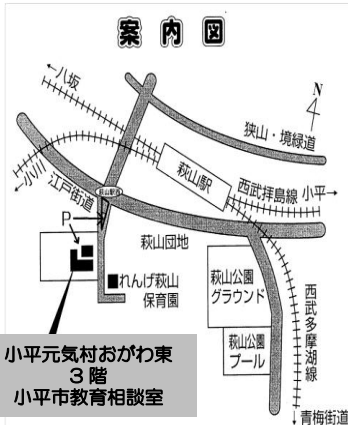 案内図
←八坂
N
狭山・境緑道
萩山駅
西武拝島線 小平→
←小川
江戸街道
P
萩山団地
れんげ萩山
保育園
萩山公園
グラウンド
萩山公園
プール
西武多摩湖線
↓青梅街道
小平元気村おがわ東
3階
小平市教育相談室